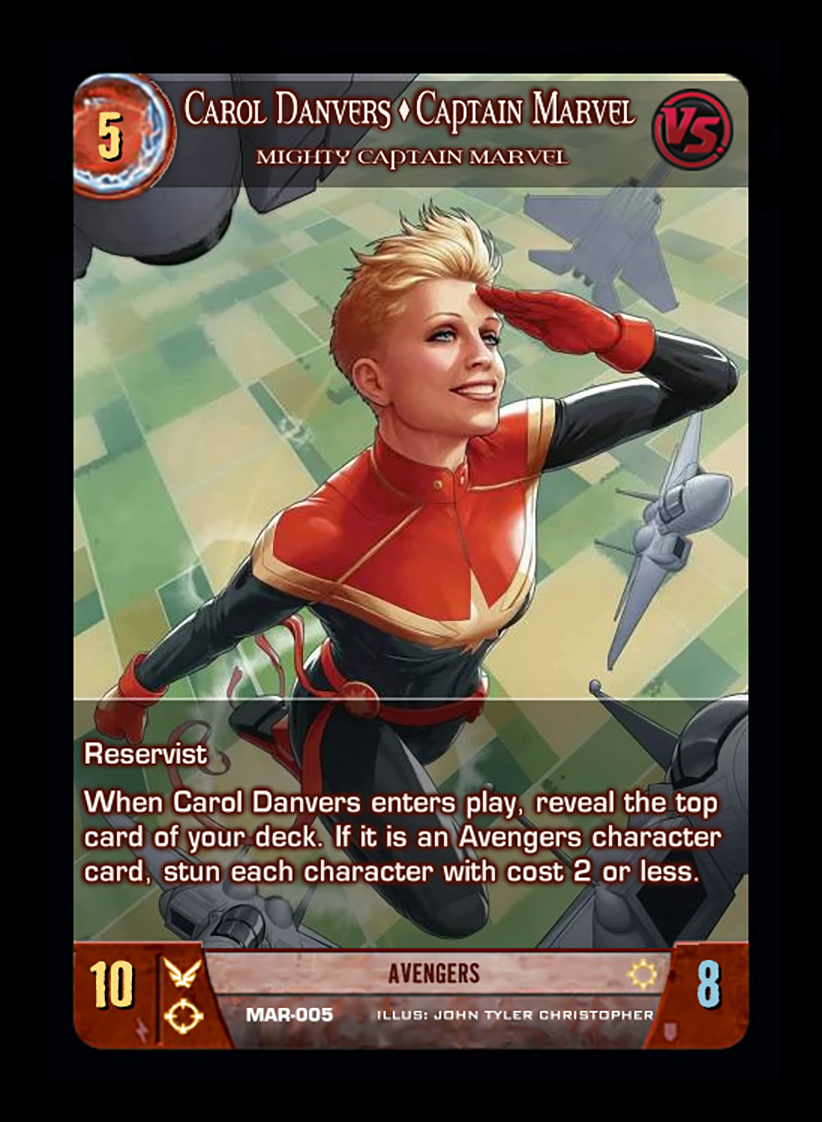 5
CAROL DANVERS ♦ CAPTAIN MARVEL
VS.
MIGHTY CAPTAIN MARVEL
Reservist
When Carol Danvers enters play, reveal the top
card of your deck. If it is an Avengers character
card, stun each character with cost 2 or less.
10
AVENGERS
8
MAR-005 ILLUS: JOHN TYLER CHRISTOPHER